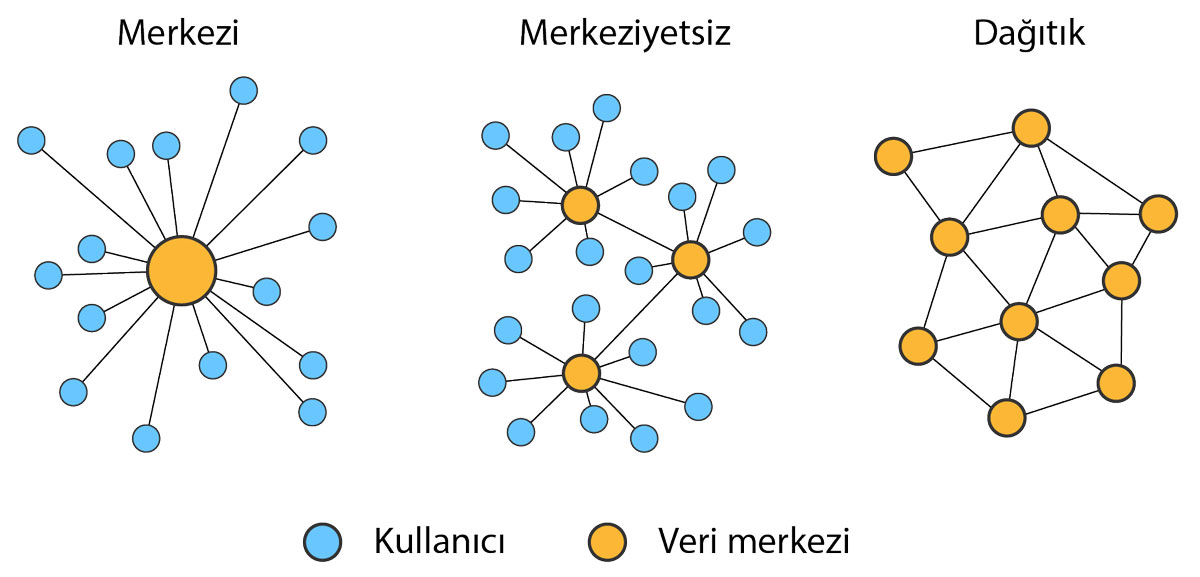 Merkezi
Merkeziyetsiz
Dağıtık
Kullanıcı
Veri merkezi